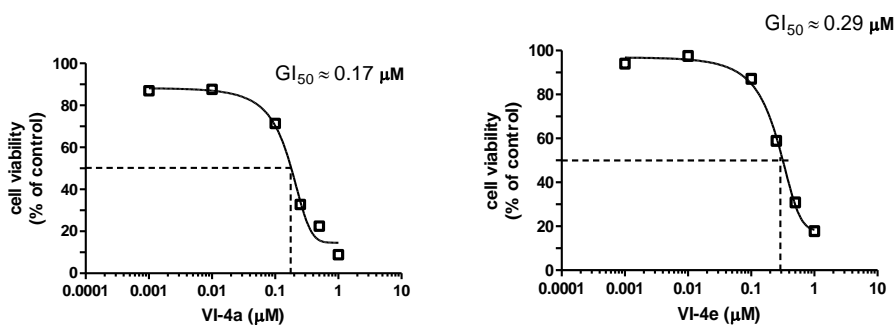 GI50 ≈ 0.17 μM
100
80
60
40
20
0
cell viability
(% of control)
0.0001 0.001 0.01 0.1 1 10
VI-4a (μM)
GI50 ≈ 0.29 μM
100
80
60
40
20
0
cell viability
(% of control)
0.0001 0.001 0.01 0.1 1 10
VI-4e (μM)